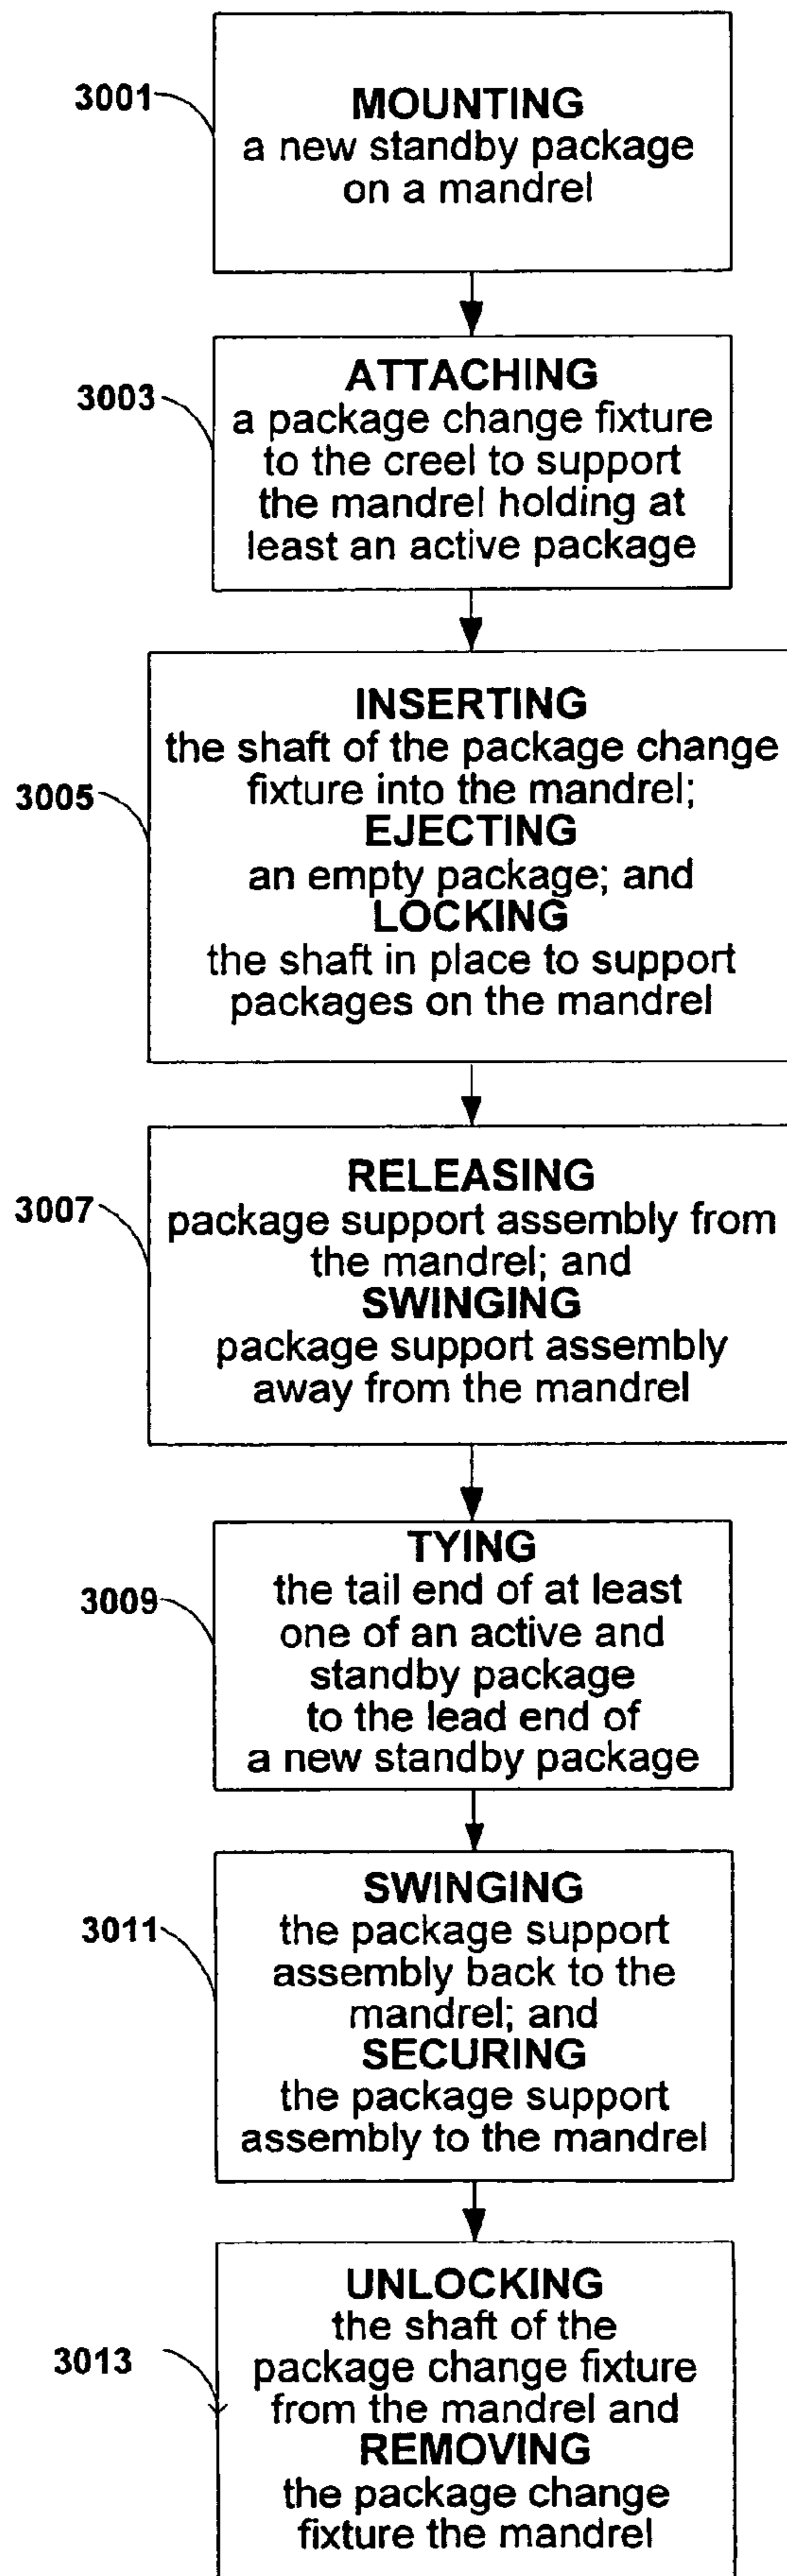 3001
MOUNTING
a new standby package
on a mandrel
3003
ATTACHING
a package change fixture
to the creel to support
the mandrel holding at
least an active package
3005
INSERTING
the shaft of the package change
fixture into the mandrel;
EJECTING
an empty package; and
LOCKING
the shaft in place to support
packages on the mandrel
3007
RELEASING
package support assembly from
the mandrel; and
SWINGING
package support assembly
away from the mandrel
3009
TYING
the tail end of at least
one of an active and
standby package
to the lead end of
a new standby package
3011
SWINGING
the package support
assembly back to the
mandrel; and
SECURING
the package support
assembly to the mandrel
3013
UNLOCKING
the shaft of the
package change fixture
from the mandrel and
REMOVING
the package change
fixture the mandrel